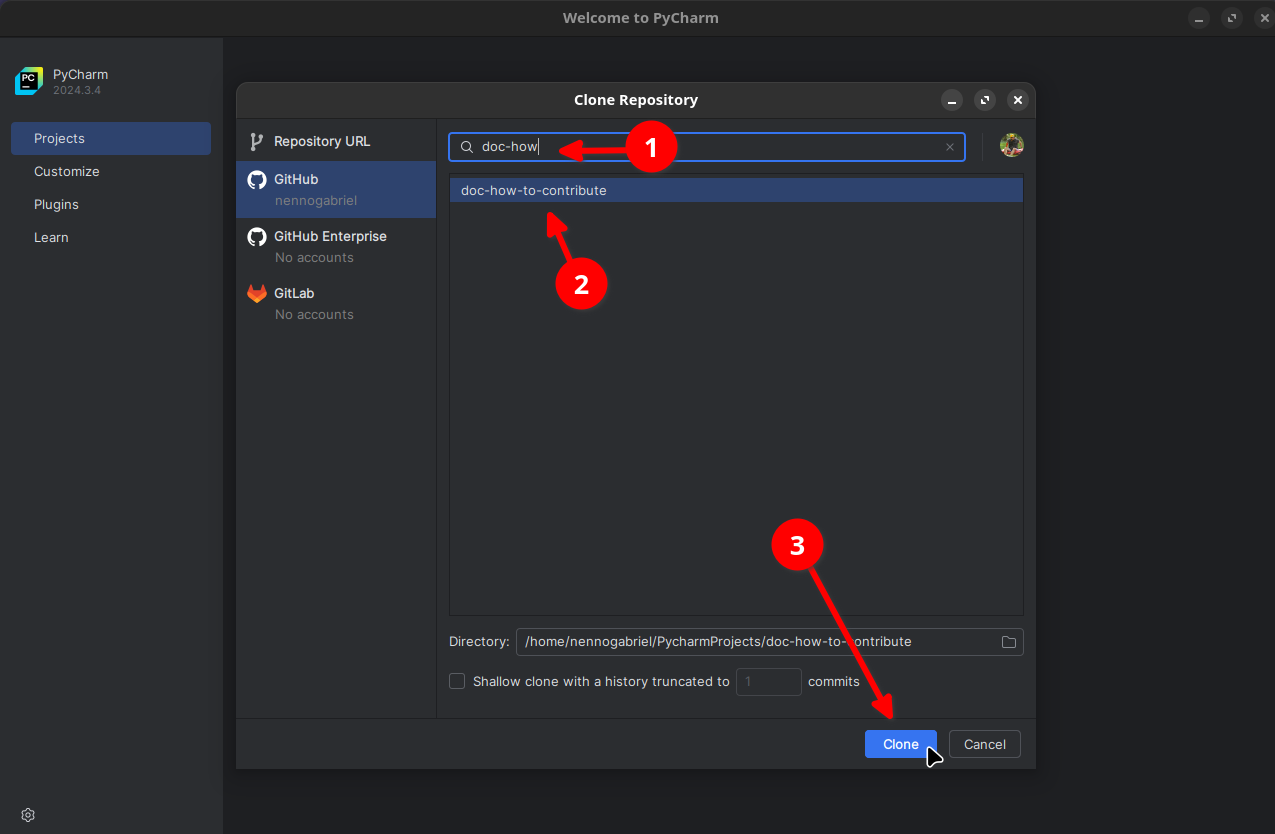 Welcome to PyCharm
PC
PyCharm
2024.3.4
Projects
Customize
Plugins
Learn
Clone Repository
Repository URL
GitHub
nennogabriel
GitHub Enterprise
No accounts
GitLab
No accounts
doc-how
1
doc-how-to-contribute
2
3
Directory: /home/nennogabriel/PycharmProjects/doc-how-to-contribute
Shallow clone with a history truncated to 1 commits
Clone Cancel